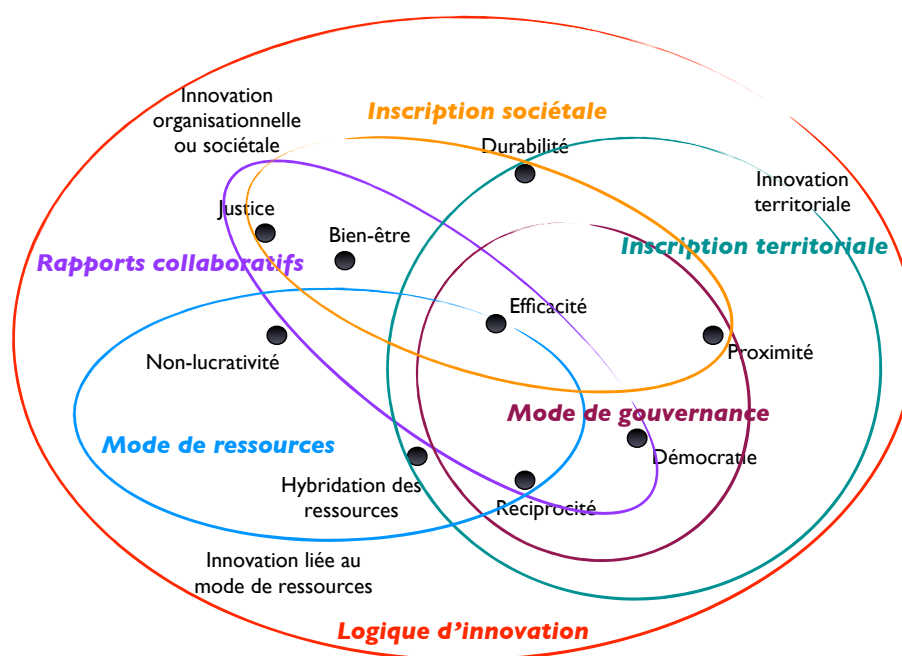 Innovation
organisationnelle
ou sociétale
Inscription sociétale
Durabilité
Innovation
territoriale
Justice
Bien-être
Inscription territoriale
Rapports collaboratifs
Efficacité
Non-lucrativité
Proximité
Mode de gouvernance
Mode de ressources
Démocratie
Hybridation des
ressources
Réciprocité
Innovation liée au
mode de ressources
Logique d’innovation